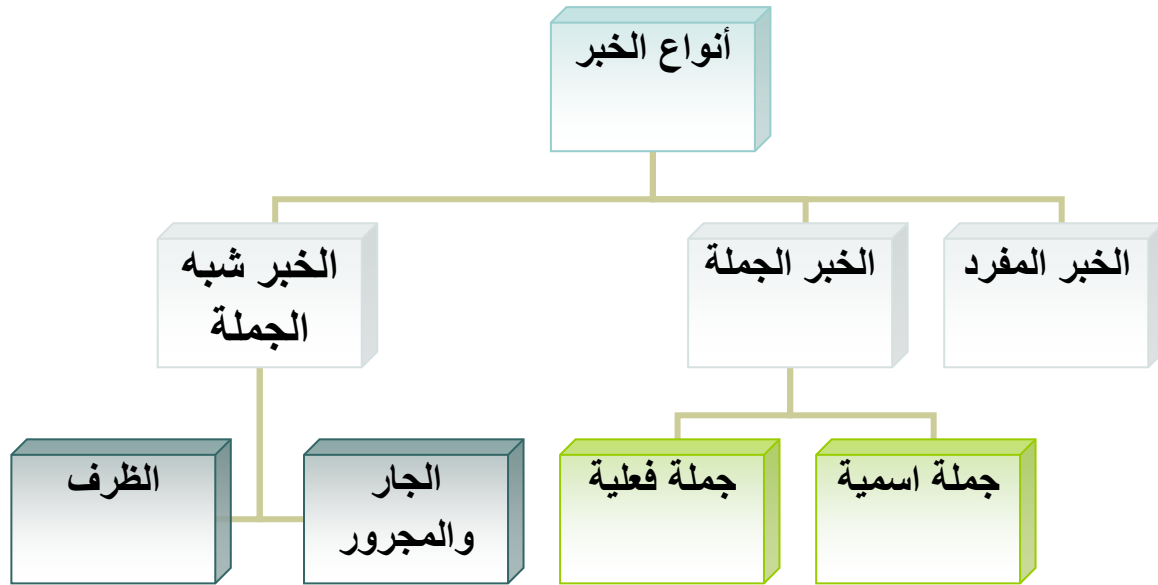 أنواع الخبر
الخبر المفرد
الخبر الجملة
الخبر شبه
الجملة
جملة اسمية
جملة فعلية
الجار
والمجرور
الظرف